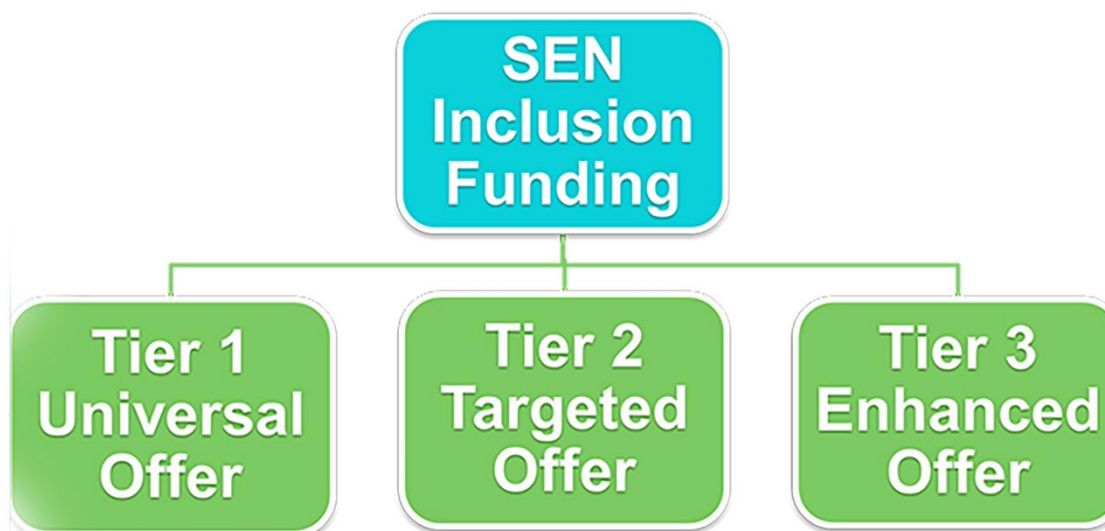 SEN
Inclusion
Funding
Tier 1
Universal
Offer
Tier 2
Targeted
Offer
Tier 3
Enhanced
Offer